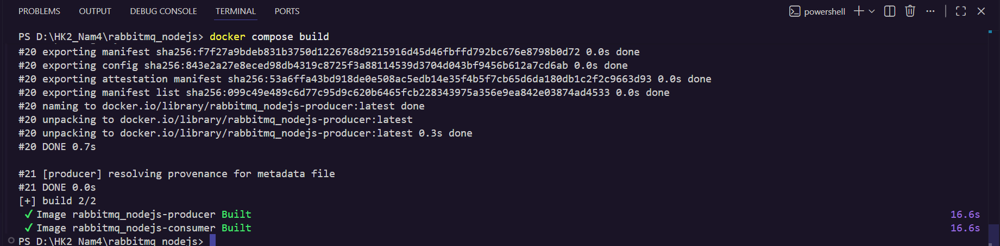 PROBLEMS OUTPUT DEBUG CONSOLE TERMINAL PORTS powershell
PS D:\HK2_Nam4\rabbitmq_nodejs> docker compose build
#20 exporting manifest sha256:f7f27a9bdeb831b3750d1226768d9215916d45d46fbffd792bc676e8798b0d72 0.0s done
#20 exporting config sha256:843e2a27e8eced98db4319c8725f3a88114539d3704d043bf9456b612a7cd6ab 0.0s done
#20 exporting attestation manifest sha256:53a6ffa43bd918de0e508ac5edb14e35f4b5f7cb65d6da180db1c2f2c9663d93 0.0s done
#20 exporting manifest list sha256:099c49e489c6d77c95d9c620b6465fcb228343975a356e9ea842e03874ad4533 0.0s done
#20 naming to docker.io/library/rabbitmq_nodejs-producer:latest done
#20 unpacking to docker.io/library/rabbitmq_nodejs-producer:latest
#20 unpacking to docker.io/library/rabbitmq_nodejs-producer:latest 0.3s done
#20 DONE 0.7s
#21 [producer] resolving provenance for metadata file
#21 DONE 0.0s
[+] build 2/2
✓ Image rabbitmq_nodejs-producer Built 16.6s
✓ Image rabbitmq_nodejs-consumer Built 16.6s
PS D:\HK2_Nam4\rabbitmq_nodejs>